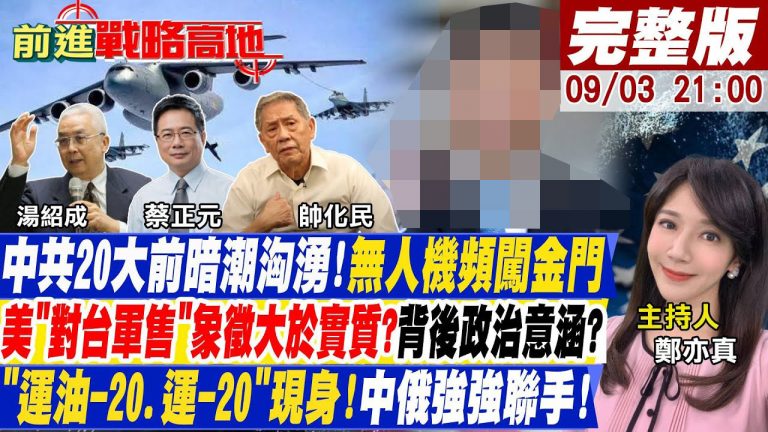 前進戰略高地
完整版
09/03 21:00
湯紹成
蔡正元
帥化民
中共20大前暗潮洶湧!無人機頻闖金門
美"對台軍售"象徵大於實質?背後政治意涵?
"運油-20.運-20"現身!中俄強強聯手!
主持人
鄭亦真